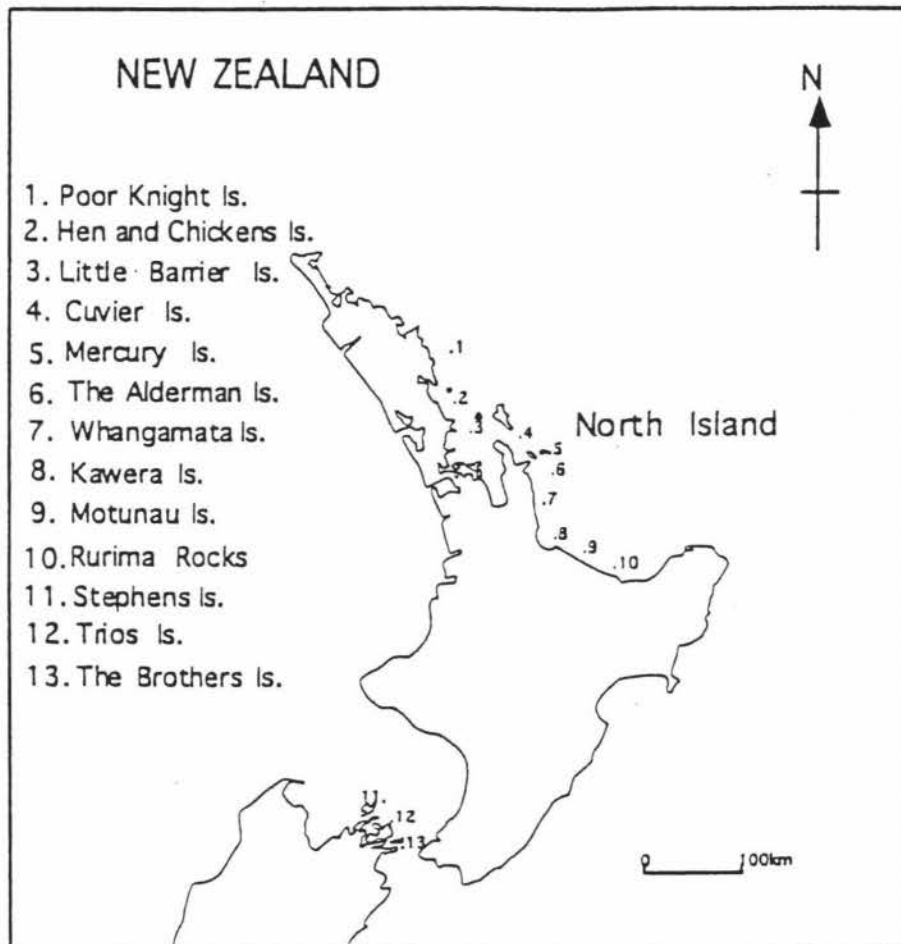 NEW ZEALAND
N
1. Poor Knight Is.
2. Hen and Chickens Is.
3. Little Barrier Is.
4. Cuvier Is.
5. Mercury Is.
6. The Alderman Is.
7. Whangamata Is.
8. Kawera Is.
9. Motunau Is.
10. Rurima Rocks
11. Stephens Is.
12. Trios Is.
13. The Brothers Is.
.1
.2
.3
.4
5
North Island
.6
.7
.8
.9
.10
11.
12
.13
0 100km